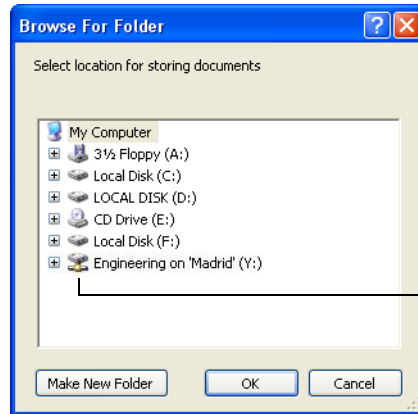 Browse For Folder
Select location for storing documents
My Computer
3½ Floppy (A:)
Local Disk (C:)
LOCAL DISK (D:)
CD Drive (E:)
Local Disk (F:)
Engineering on 'Madrid' (Y:)
Make New Folder OK Cancel